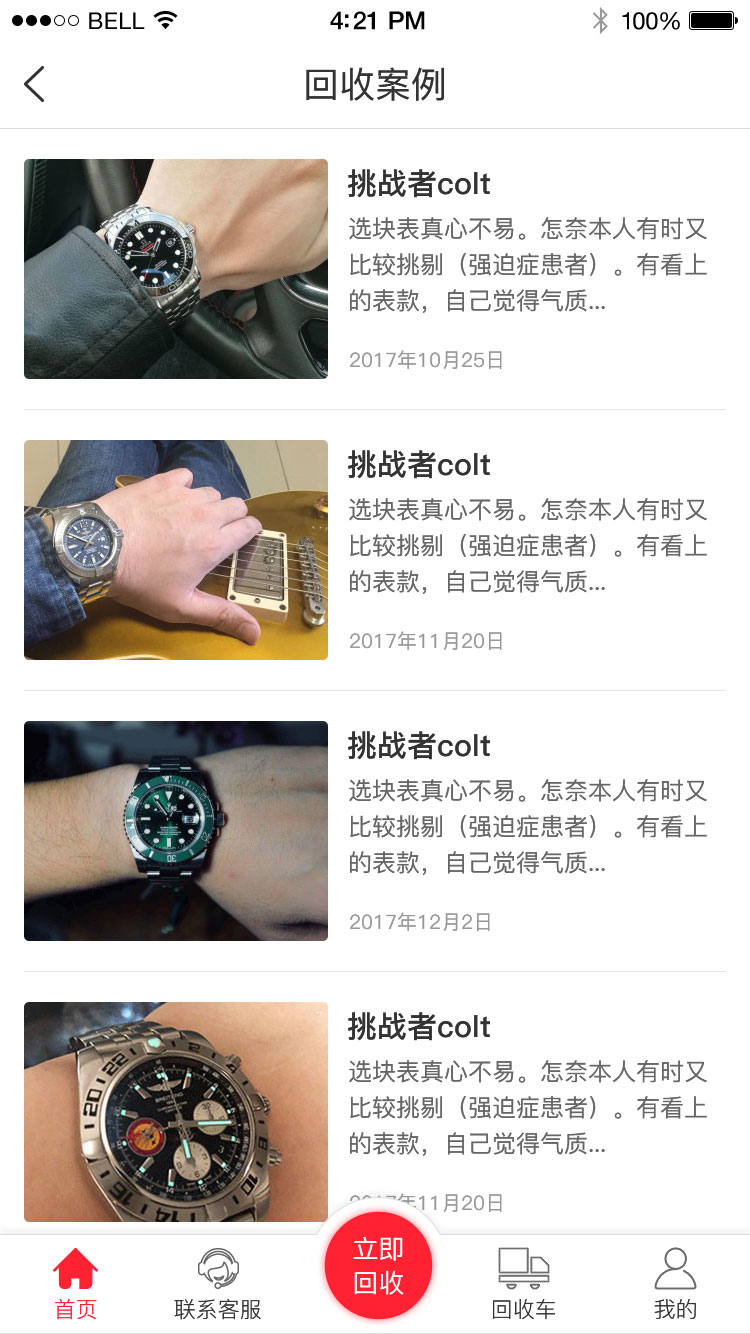 BELL 4:21 PM 100%
回收案例
挑战者colt
选块表真心不易。怎奈本人有时又
比较挑剔（强迫症患者）。有看上
的表款，自己觉得气质...
2017年10月25日
挑战者colt
选块表真心不易。怎奈本人有时又
比较挑剔（强迫症患者）。有看上
的表款，自己觉得气质...
2017年11月20日
挑战者colt
选块表真心不易。怎奈本人有时又
比较挑剔（强迫症患者）。有看上
的表款，自己觉得气质...
2017年12月2日
22
20
BREITLING
18
16
14
挑战者colt
选块表真心不易。怎奈本人有时又
比较挑剔（强迫症患者）。有看上
的表款，自己觉得气质...
2017年11月20日
立即
回收
首页
联系客服
回收车
我的